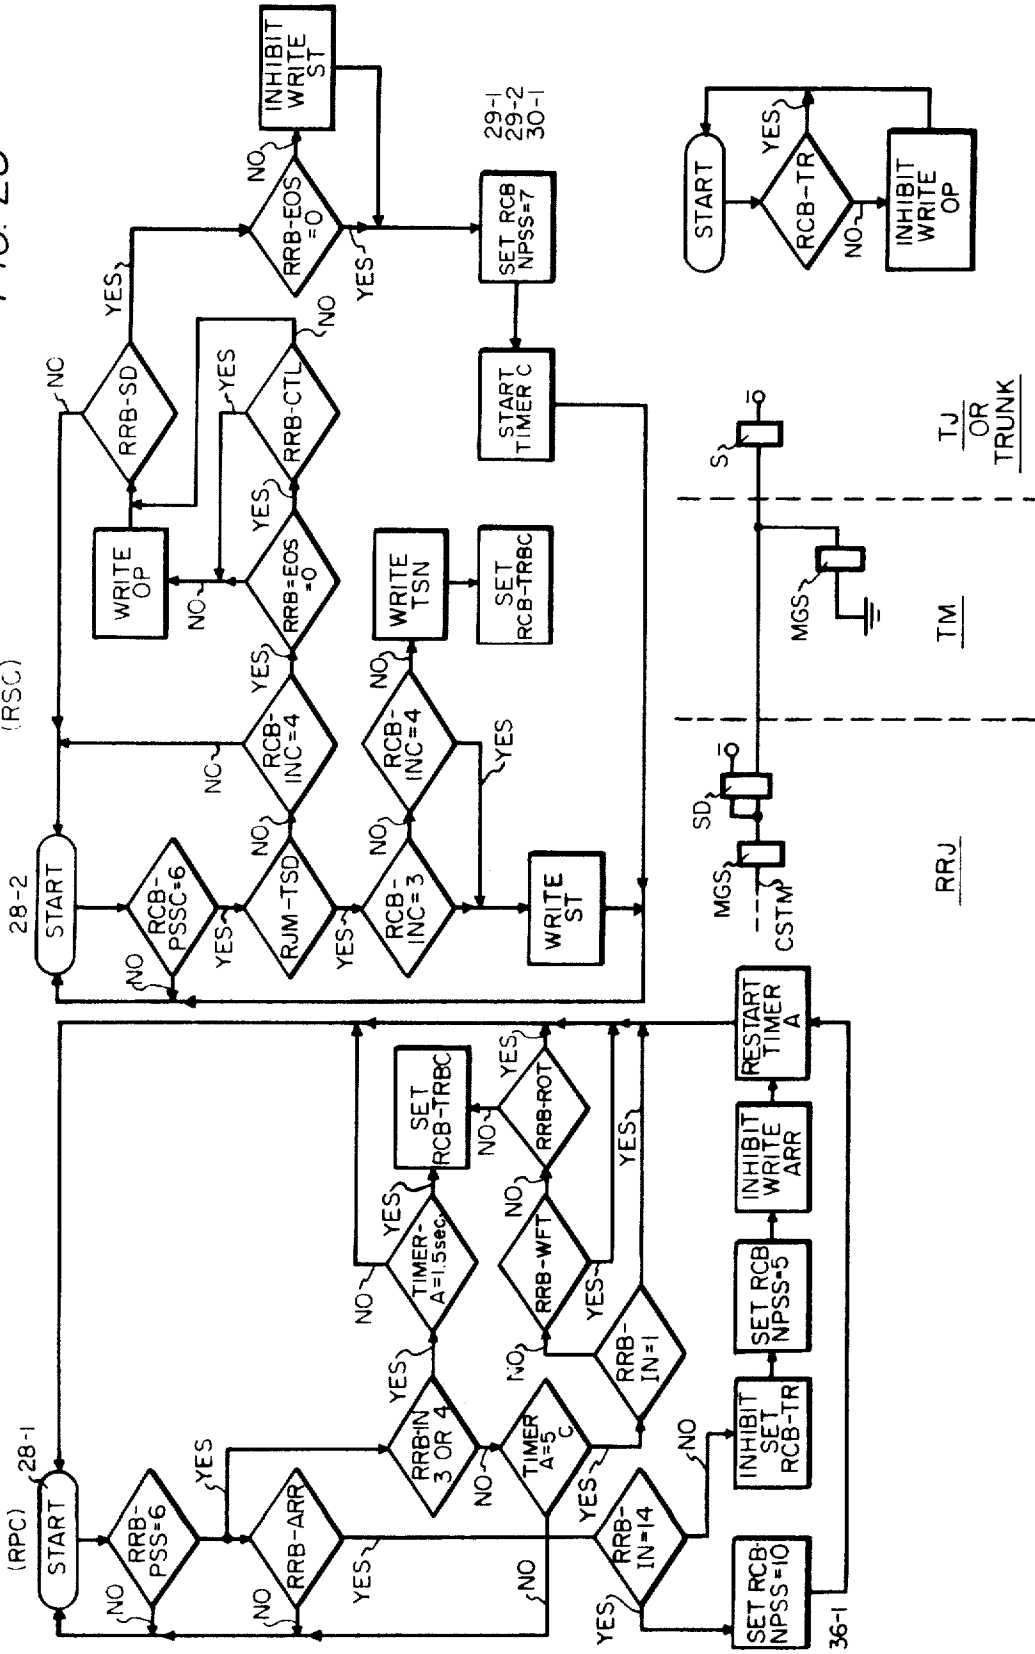 (RPC)
28-1
START
RRB-
PSS=6
NO
YES
RRB-ARR
NO
YES
RRB-IN
3 OR 4
YES
NO
TIMER-
A=1.5sec.
NO
YES
SET
RCB-TRBC
TIMER
A=5
C
NO
YES
RRB-
IN=1
NO
YES
RRB-WFT
NO
YES
RRB-ROT
NO
YES
RRB-
IN=14
YES
NO
SET RCB-
NPSS=10
36-1
INHIBIT
SET
RCB-TR
SET RCB
NPSS=5
INHIBIT
WRITE
ARR
RESTART
TIMER
A
(RSC)
28-2
START
RCB-
PSSC=6
NO
YES
RJM-TSD
NO
YES
RCB-
INC=4
NO
YES
RRB=EOS
=0
NO
YES
RRB-CTL
YES
NO
WRITE
OP
RRB-SD
NO
YES
RRB-EOS
=0
NO
YES
INHIBIT
WRITE
ST
RCB-
INC=3
NO
RCB-
INC=4
NO
YES
WRITE
TSN
SET
RCB-TRBC
WRITE
ST
SET RCB
NPSS=7
29-1
29-2
30-1
START
TIMER C
MGS
CSTM
SD
RRJ
MGS
TM
S
TJ
OR
TRUNK
START
RCB-TR
YES
NO
INHIBIT
WRITE
OP